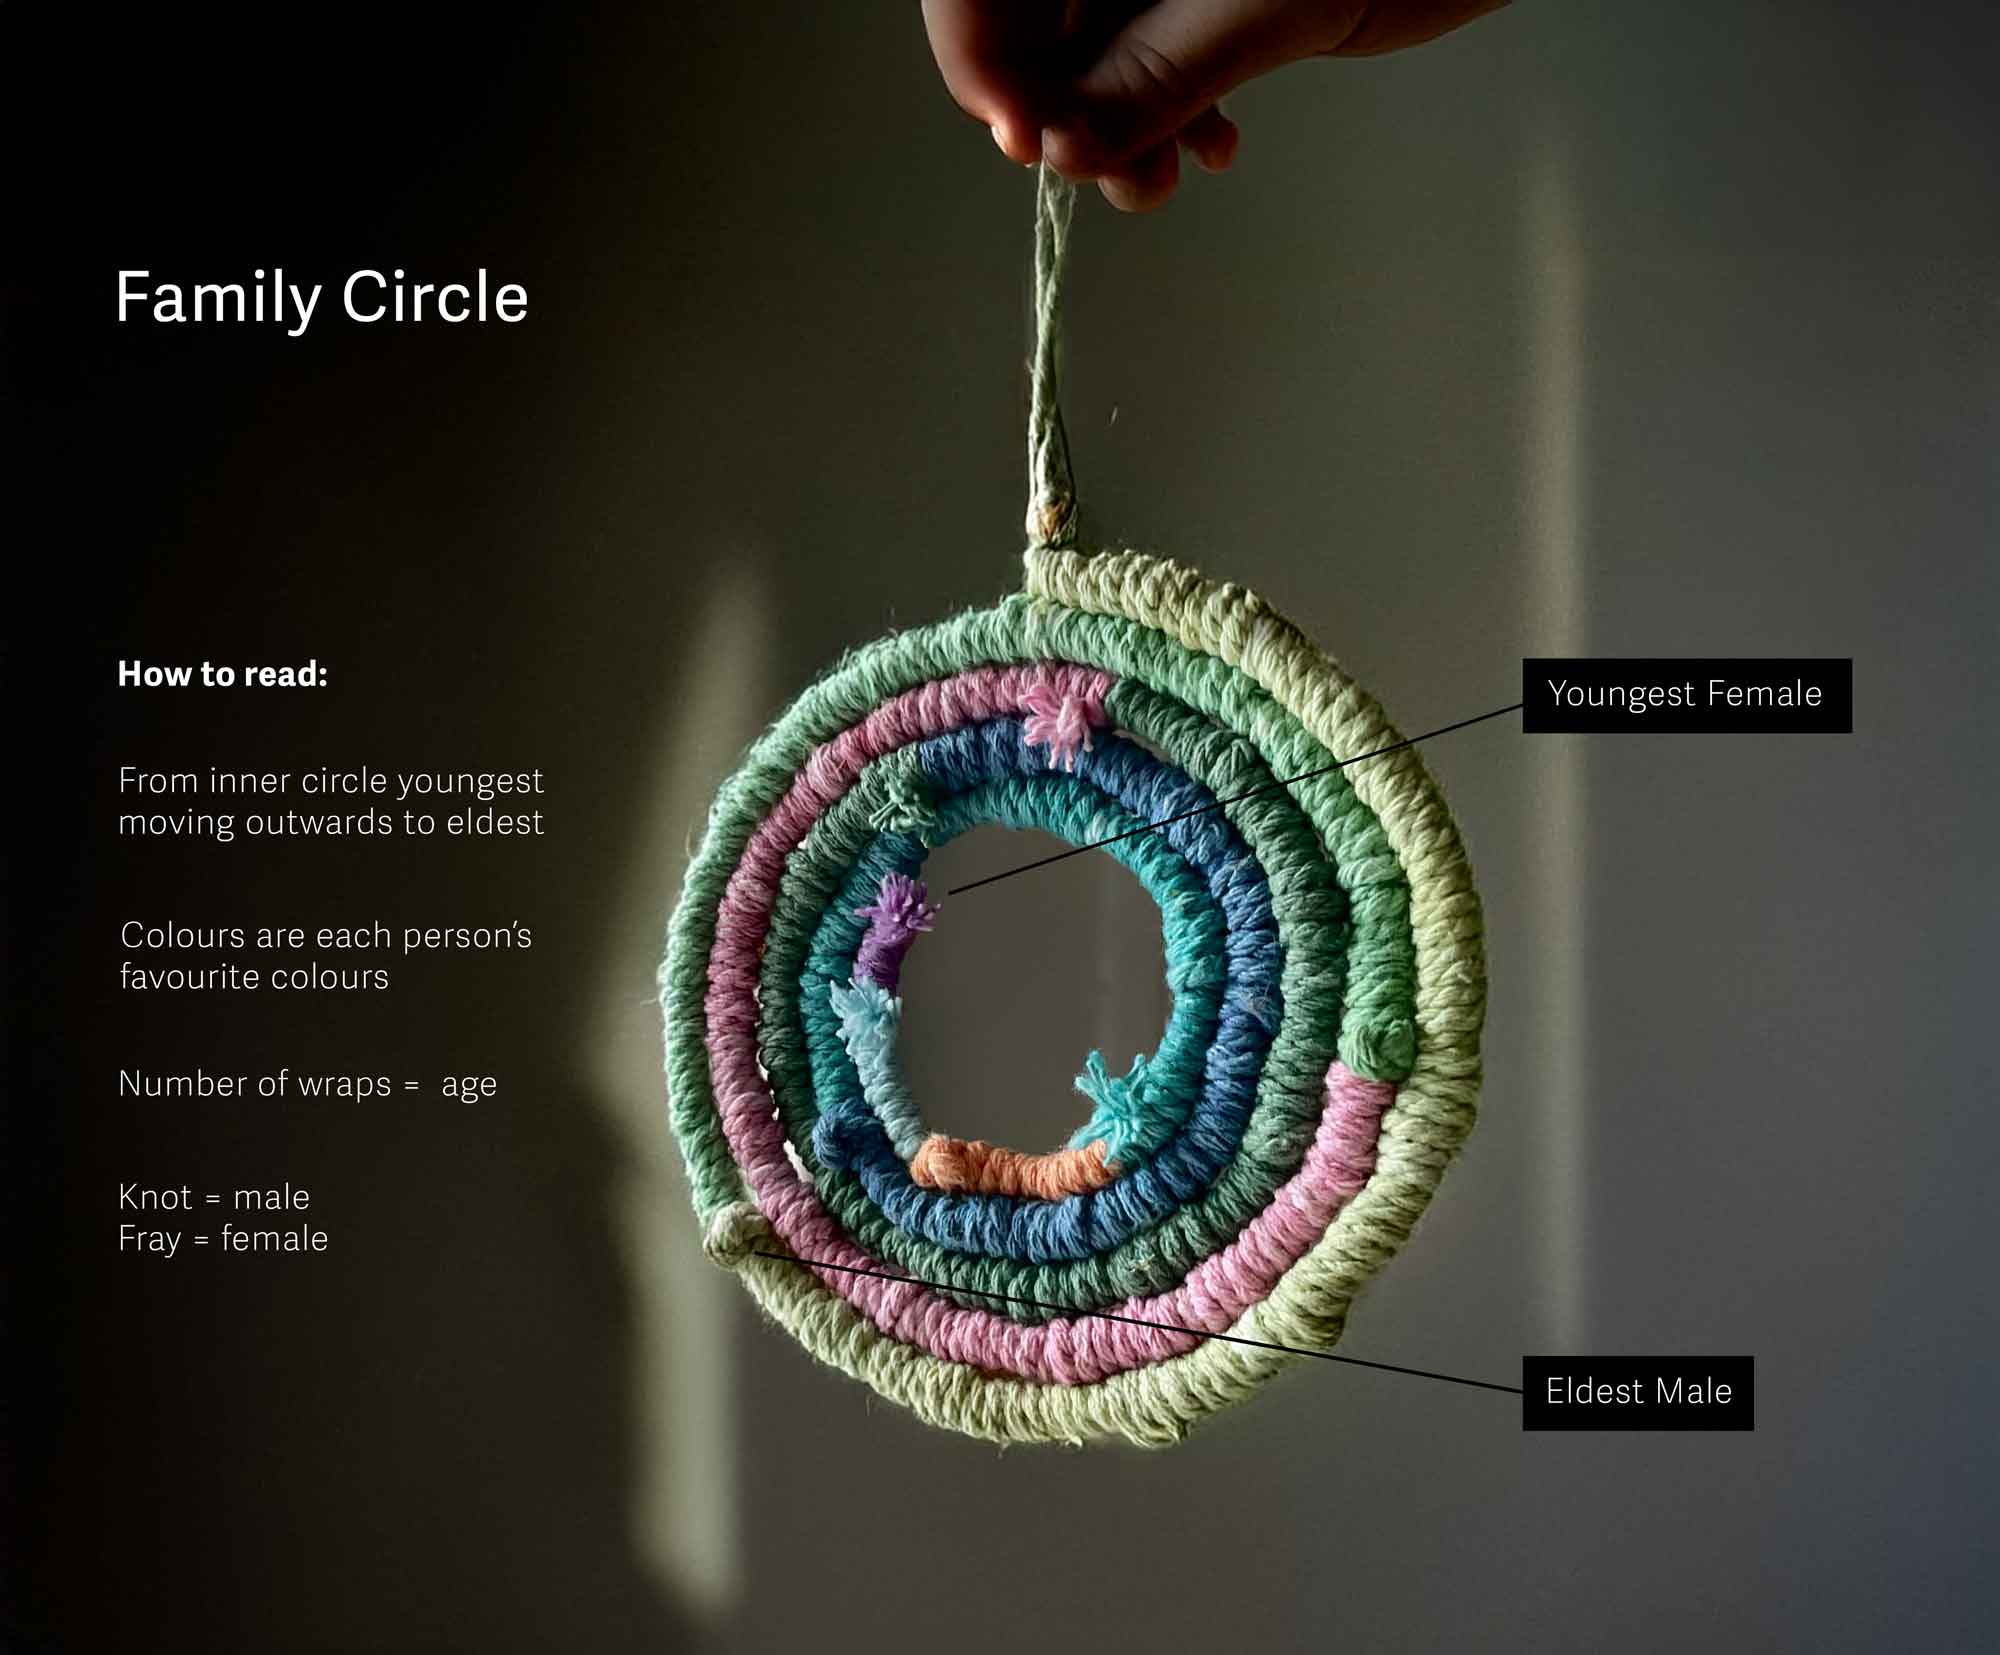 Family Circle
How to read:
From inner circle youngest
moving outwards to eldest
Colours are each person's
favourite colours
Number of wraps = age
Knot = male
Fray = female
Youngest Female
Eldest Male